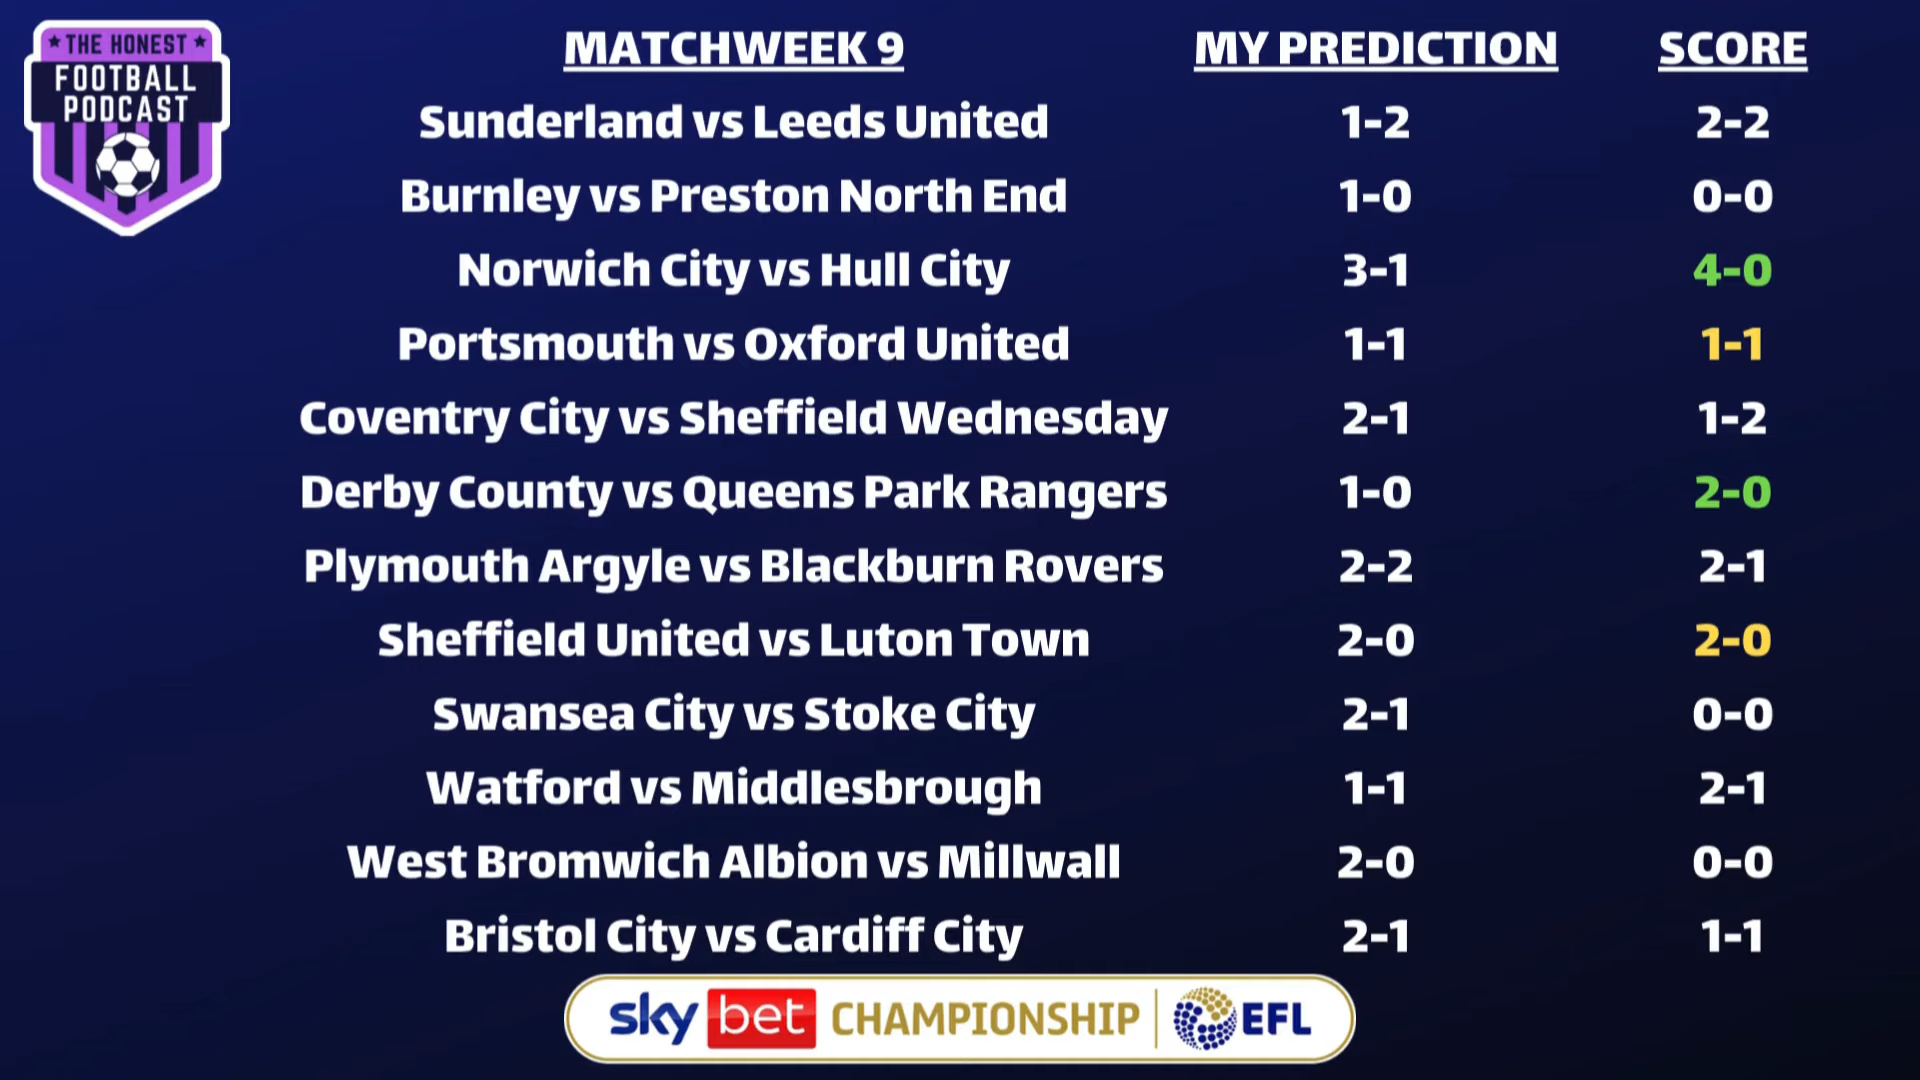 ★ THE HONEST ★
FOOTBALL
PODCAST
MATCHWEEK 9 MY PREDICTION SCORE
Sunderland vs Leeds United 1-2 2-2
Burnley vs Preston North End 1-0 0-0
Norwich City vs Hull City 3-1 4-0
Portsmouth vs Oxford United 1-1 1-1
Coventry City vs Sheffield Wednesday 2-1 1-2
Derby County vs Queens Park Rangers 1-0 2-0
Plymouth Argyle vs Blackburn Rovers 2-2 2-1
Sheffield United vs Luton Town 2-0 2-0
Swansea City vs Stoke City 2-1 0-0
Watford vs Middlesbrough 1-1 2-1
West Bromwich Albion vs Millwall 2-0 0-0
Bristol City vs Cardiff City 2-1 1-1
sky bet CHAMPIONSHIP EFL